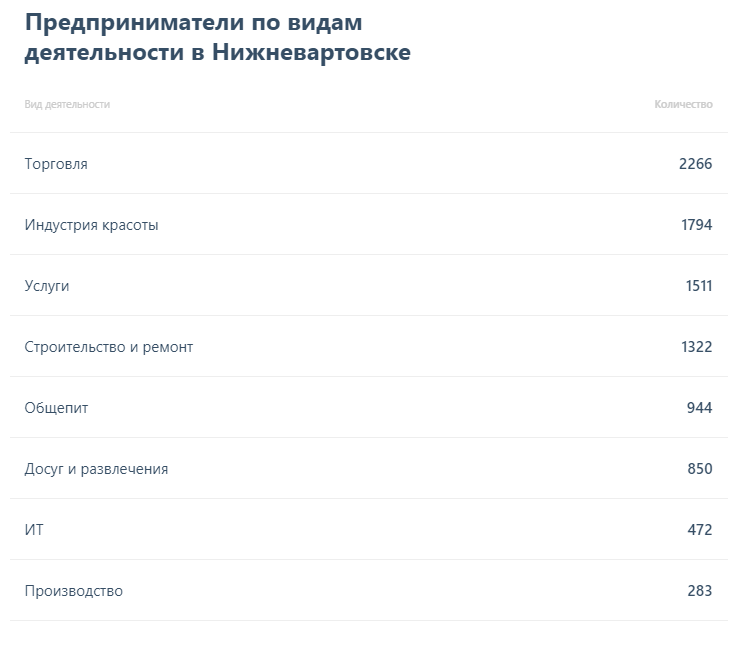 Предприниматели по видам
деятельности в Нижневартовске
Вид деятельности Количество
Торговля 2266
Индустрия красоты 1794
Услуги 1511
Строительство и ремонт 1322
Общепит 944
Досуг и развлечения 850
ИТ 472
Производство 283